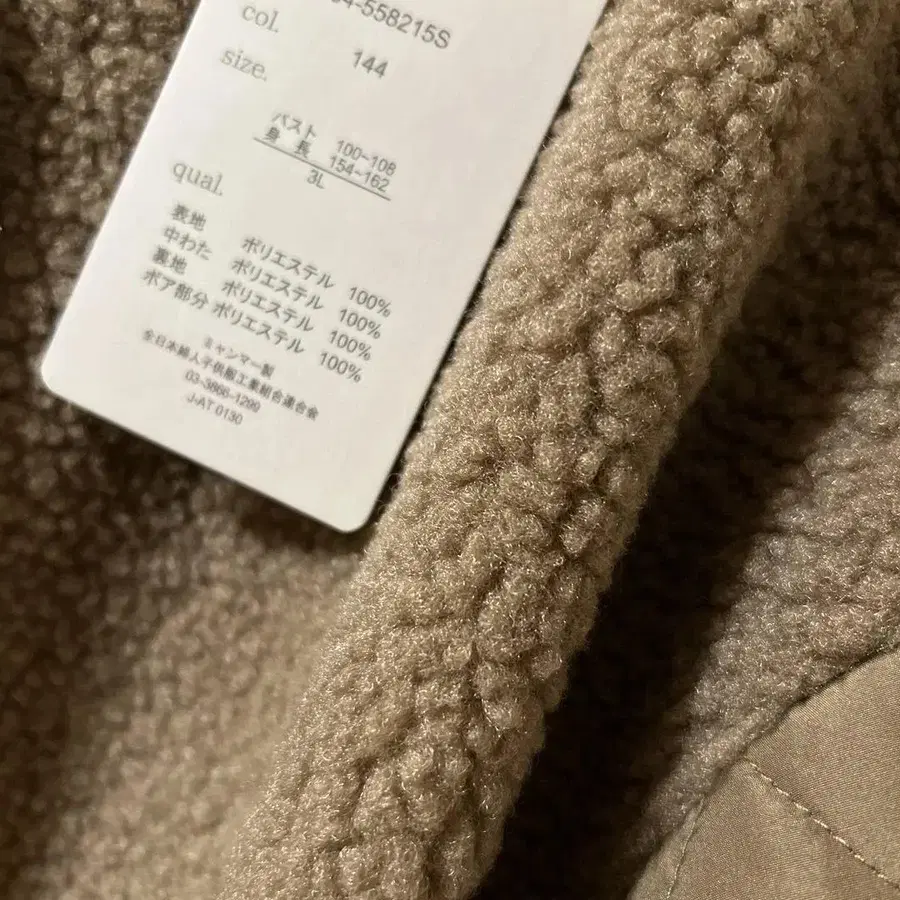 4-558215S
col. 144
size.
バスト 100~108
身長 154~162
3L
qual.
表地 ポリエステル 100%
中わた ポリエステル 100%
裏地 ポリエステル 100%
ボア部分 ポリエステル 100%
ミャンマー製
全日本婦人子供服工業組合連合会
03-3866-1299
J-AT 0130